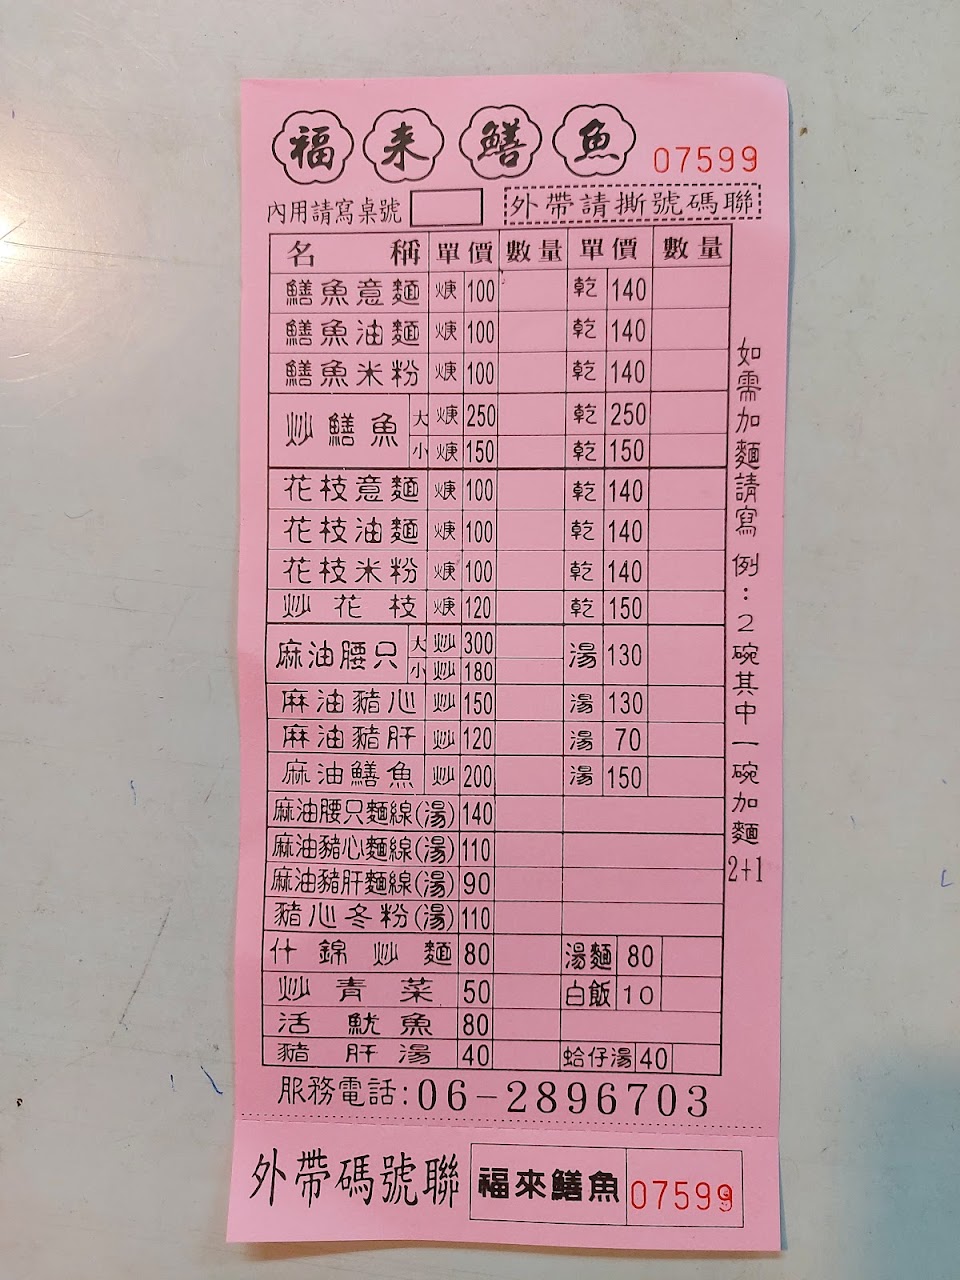 福来鱔魚 07599
內用請寫桌號 外帶請撕號碼聯
名稱 單價 數量 單價 數量
鱔魚意麵 焿 100 乾 140
鱔魚油麵 焿 100 乾 140
鱔魚米粉 焿 100 乾 140
炒鱔魚 大 焿 250 乾 250
小 焿 150 乾 150
花枝意麵 焿 100 乾 140
花枝油麵 焿 100 乾 140
花枝米粉 焿 100 乾 140
炒花枝 焿 120 乾 150
麻油腰只 大 炒 300 湯 130
小 炒 180
麻油豬心 炒 150 湯 130
麻油豬肝 炒 120 湯 70
麻油鱔魚 炒 200 湯 150
麻油腰只麵線(湯) 140
麻油豬心麵線(湯) 110
麻油豬肝麵線(湯) 90
豬心冬粉(湯) 110
什錦炒麵 80 湯麵 80
炒青菜 50 白飯 10
活魷魚 80
豬肝湯 40 蛤仔湯 40
如需加麵請寫 例:2碗其中一碗加麵 2+1
服務電話:06-2896703
外帶碼號聯 福來鱔魚 07599